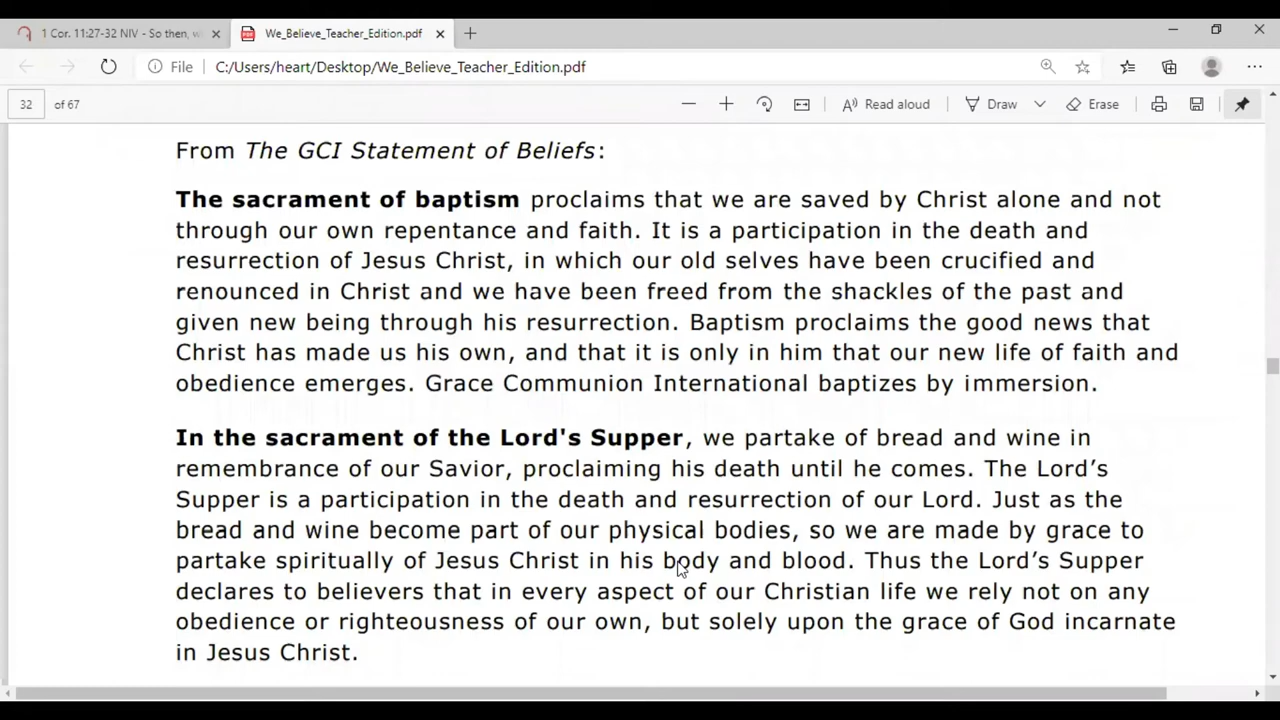 1 Cor. 11:27-32 NIV - So then, w
We_Believe_Teacher_Edition.pdf
File C:/Users/heart/Desktop/We_Believe_Teacher_Edition.pdf
32 of 67 Read aloud Draw Erase
From The GCI Statement of Beliefs:
The sacrament of baptism proclaims that we are saved by Christ alone and not
through our own repentance and faith. It is a participation in the death and
resurrection of Jesus Christ, in which our old selves have been crucified and
renounced in Christ and we have been freed from the shackles of the past and
given new being through his resurrection. Baptism proclaims the good news that
Christ has made us his own, and that it is only in him that our new life of faith and
obedience emerges. Grace Communion International baptizes by immersion.
In the sacrament of the Lord's Supper, we partake of bread and wine in
remembrance of our Savior, proclaiming his death until he comes. The Lord’s
Supper is a participation in the death and resurrection of our Lord. Just as the
bread and wine become part of our physical bodies, so we are made by grace to
partake spiritually of Jesus Christ in his body and blood. Thus the Lord’s Supper
declares to believers that in every aspect of our Christian life we rely not on any
obedience or righteousness of our own, but solely upon the grace of God incarnate
in Jesus Christ.